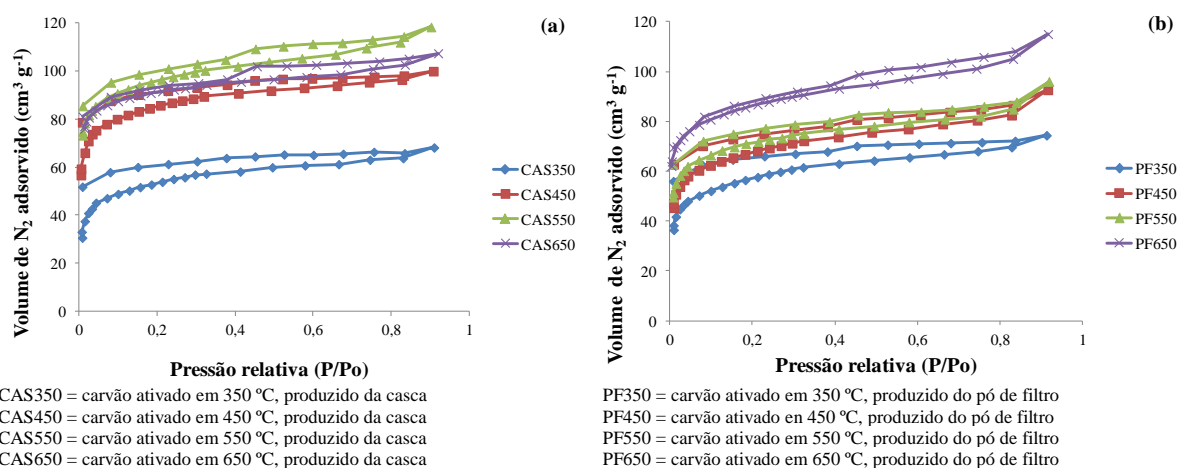 (a)
Volume de N2 adsorvido (cm³ g⁻¹)
120
100
80
60
40
20
0
0
0,2
0,4
0,6
0,8
1
Pressão relativa (P/Po)
CAS350
CAS450
CAS550
CAS650
CAS350 = carvão ativado em 350 ºC, produzido da casca
CAS450 = carvão ativado em 450 ºC, produzido da casca
CAS550 = carvão ativado em 550 ºC, produzido da casca
CAS650 = carvão ativado em 650 ºC, produzido da casca
(b)
Volume de N2 adsorvido (cm³ g⁻¹)
120
100
80
60
40
20
0
0
0,2
0,4
0,6
0,8
1
Pressão relativa (P/Po)
PF350
PF450
PF550
PF650
PF350 = carvão ativado em 350 ºC, produzido do pó de filtro
PF450 = carvão ativado en 450 ºC, produzido do pó de filtro
PF550 = carvão ativado em 550 ºC, produzido do pó de filtro
PF650 = carvão ativado em 650 ºC, produzido do pó de filtro